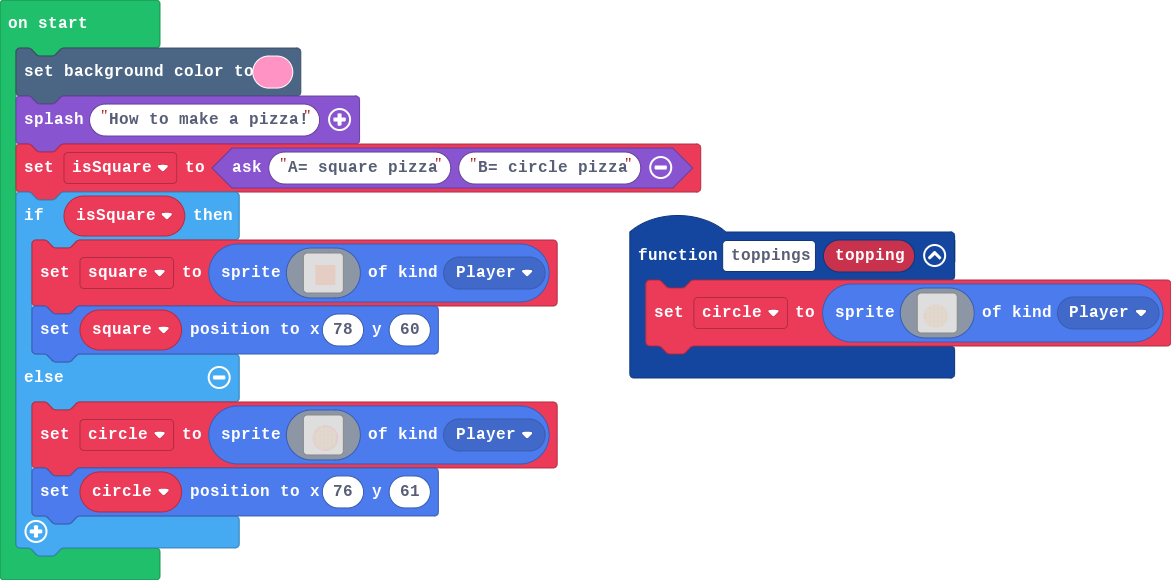 on start
set background color to
splash "How to make a pizza!"
set isSquare to ask "A= square pizza" "B= circle pizza"
if isSquare then
set square to sprite of kind Player
set square position to x 78 y 60
else
set circle to sprite of kind Player
set circle position to x 76 y 61
function toppings topping
set circle to sprite of kind Player